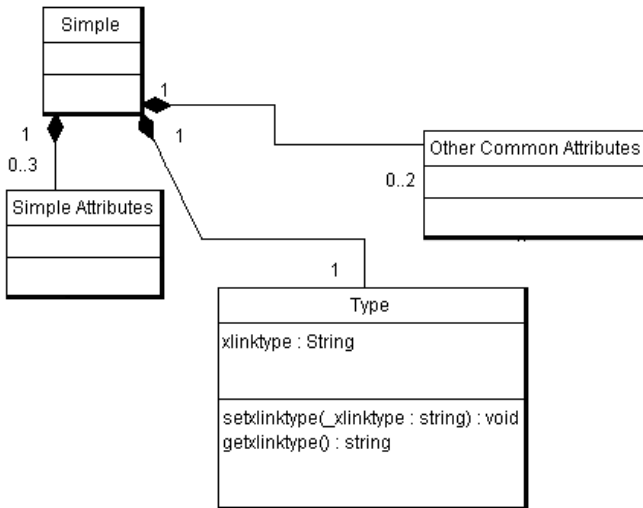 Simple
1
1
1
0..3
Other Common Attributes
0..2
Simple Attributes
1
Type
xlinktype : String
setxlinktype(_xlinktype : string) : void
getxlinktype() : string